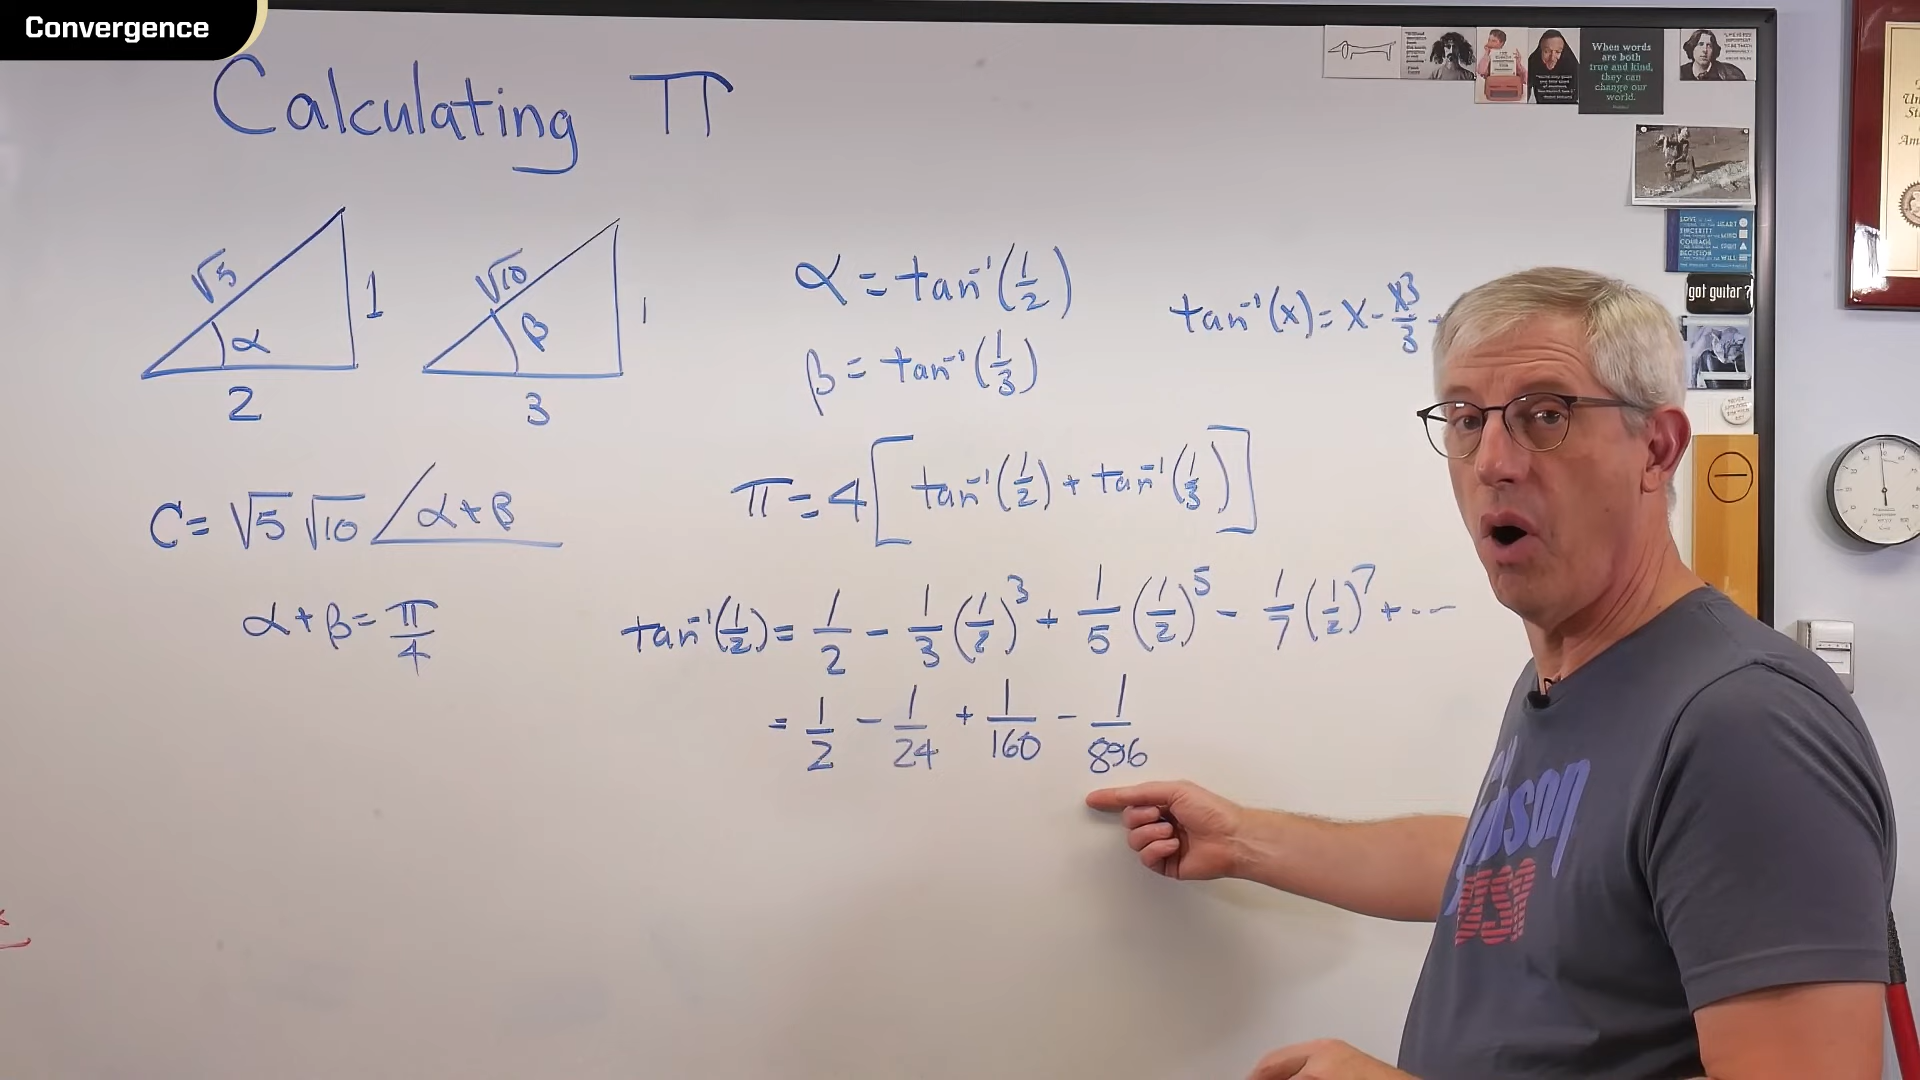 Convergence
Calculating π
√5
α
1
2
√10
β
1
3
α = tan⁻¹(1/2)
β = tan⁻¹(1/3)
tan⁻¹(x) = x - x³/3
C = √5 √10 ∠α+β
α+β = π/4
π = 4[tan⁻¹(1/2) + tan⁻¹(1/3)]
tan⁻¹(1/2) = 1/2 - 1/3 (1/2)³ + 1/5 (1/2)⁵ - 1/7 (1/2)⁷ + ...
= 1/2 - 1/24 + 1/160 - 1/896
When words
are both
true and kind,
they can
change our
world.
got guitar?
USA